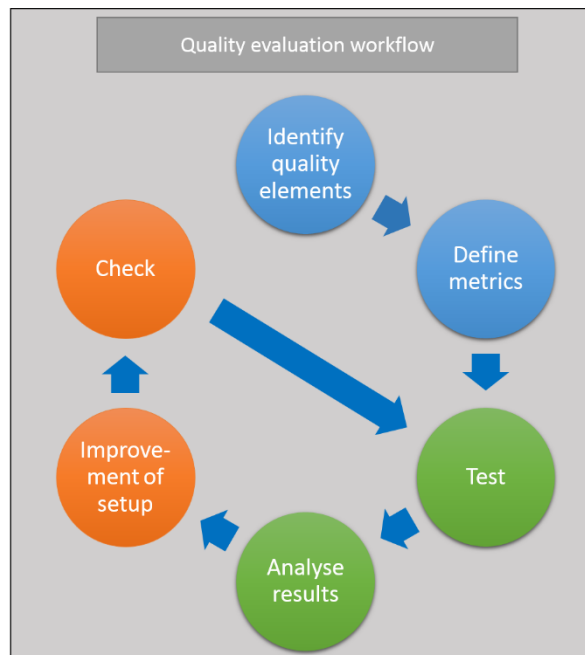 Quality evaluation workflow
Identify
quality
elements
Define
metrics
Test
Analyse
results
Improve-
ment of
setup
Check